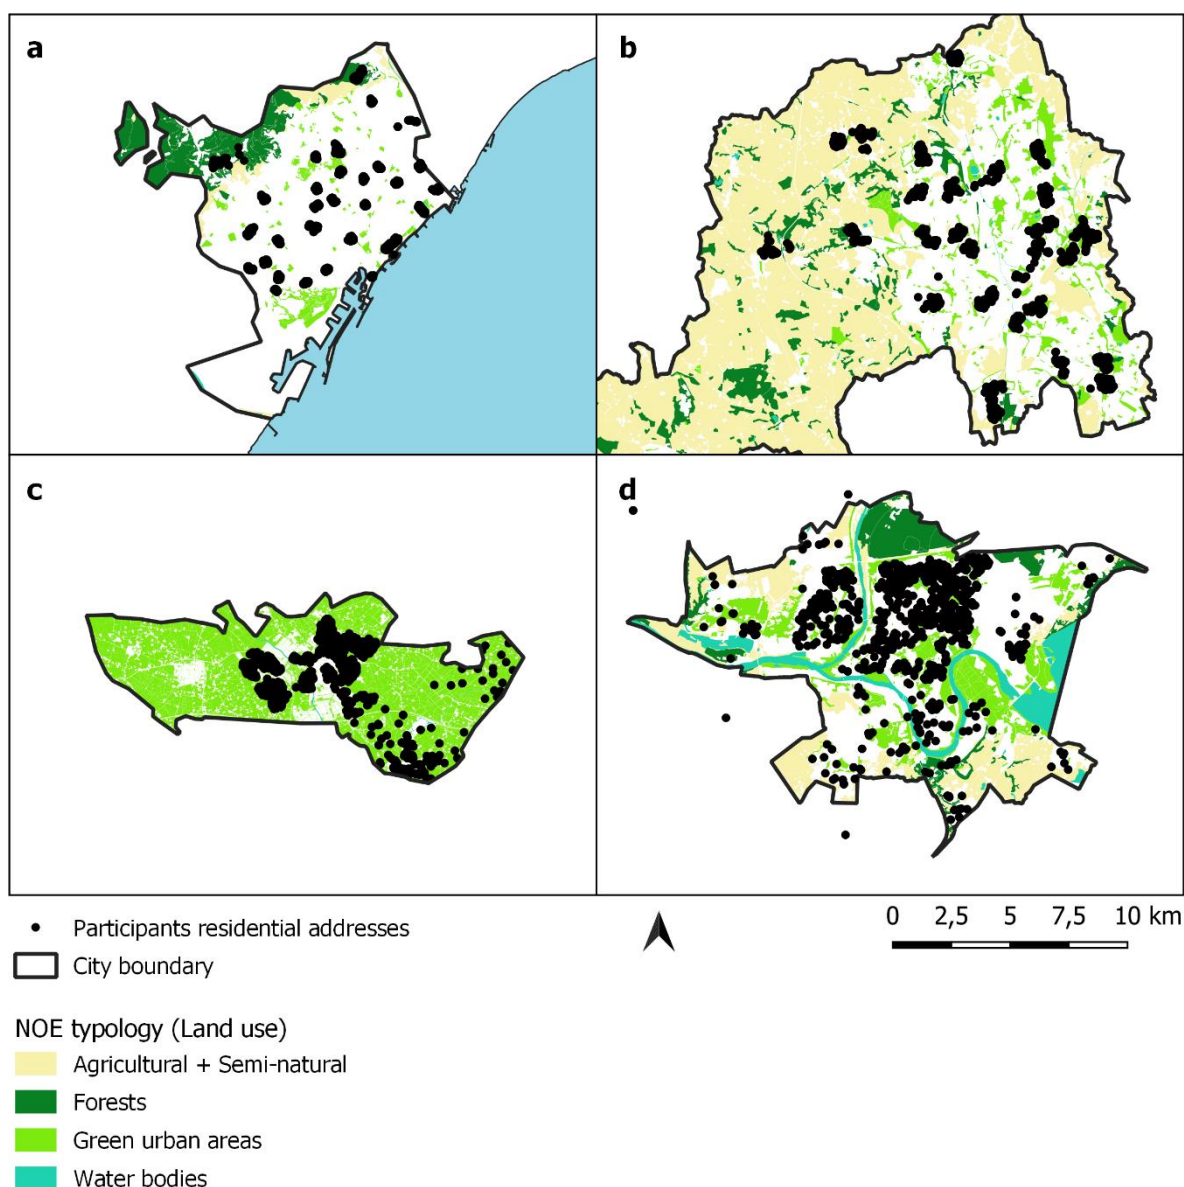 a
b
c
d
Participants residential addresses
City boundary
0 2,5 5 7,5 10 km
NOE typology (Land use)
Agricultural + Semi-natural
Forests
Green urban areas
Water bodies